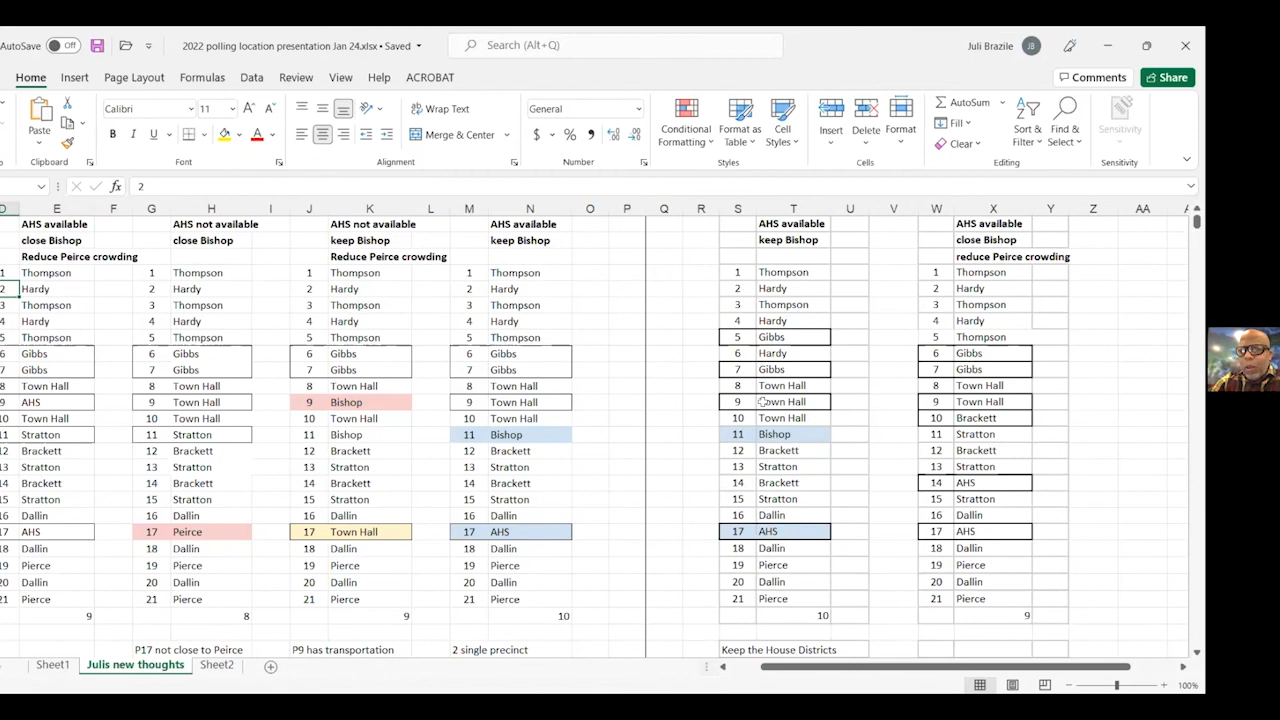 AutoSave Off 2022 polling location presentation Jan 24.xlsx • Saved Search (Alt+Q) Juli Brazile JB
Home Insert Page Layout Formulas Data Review View Help ACROBAT Comments Share
Paste Calibri 11 A^ A˅ Wrap Text General Conditional Formatting Format as Table Cell Styles Insert Delete Format AutoSum Fill Clear Sort & Filter Find & Select Sensitivity
B I U A Merge & Center $ % 9
Clipboard Font Alignment Number Styles Cells Editing Sensitivity
fx 2
D E F G H I J K L M N O P Q R S T U V W X Y Z AA
AHS available AHS not available AHS not available AHS available AHS available AHS available
close Bishop close Bishop keep Bishop keep Bishop keep Bishop close Bishop
Reduce Peirce crowding Reduce Peirce crowding reduce Peirce crowding
1 Thompson 1 Thompson 1 Thompson 1 Thompson 1 Thompson 1 Thompson
2 Hardy 2 Hardy 2 Hardy 2 Hardy 2 Hardy 2 Hardy
3 Thompson 3 Thompson 3 Thompson 3 Thompson 3 Thompson 3 Thompson
4 Hardy 4 Hardy 4 Hardy 4 Hardy 4 Hardy 4 Hardy
5 Thompson 5 Thompson 5 Thompson 5 Thompson 5 Gibbs 5 Thompson
6 Gibbs 6 Gibbs 6 Gibbs 6 Gibbs 6 Hardy 6 Gibbs
7 Gibbs 7 Gibbs 7 Gibbs 7 Gibbs 7 Gibbs 7 Gibbs
8 Town Hall 8 Town Hall 8 Town Hall 8 Town Hall 8 Town Hall 8 Town Hall
9 AHS 9 Town Hall 9 Bishop 9 Town Hall 9 Town Hall 9 Town Hall
10 Town Hall 10 Town Hall 10 Town Hall 10 Town Hall 10 Town Hall 10 Brackett
11 Stratton 11 Stratton 11 Bishop 11 Bishop 11 Bishop 11 Stratton
12 Brackett 12 Brackett 12 Brackett 12 Brackett 12 Brackett 12 Stratton
13 Stratton 13 Stratton 13 Stratton 13 Stratton 13 Stratton 13 Stratton
14 Brackett 14 Brackett 14 Brackett 14 Brackett 14 Brackett 14 AHS
15 Stratton 15 Stratton 15 Stratton 15 Stratton 15 Stratton 15 Stratton
16 Dallin 16 Dallin 16 Dallin 16 Dallin 16 Dallin 16 Dallin
17 AHS 17 Peirce 17 Town Hall 17 AHS 17 AHS 17 AHS
18 Dallin 18 Dallin 18 Dallin 18 Dallin 18 Dallin 18 Dallin
19 Pierce 19 Pierce 19 Pierce 19 Pierce 19 Pierce 19 Pierce
20 Dallin 20 Dallin 20 Dallin 20 Dallin 20 Dallin 20 Dallin
21 Pierce 21 Pierce 21 Pierce 21 Pierce 21 Pierce 21 Pierce
9 8 9 10 10 9
P17 not close to Peirce P9 has transportation 2 single precinct Keep the House Districts
Sheet1 Julis new thoughts Sheet2
100%